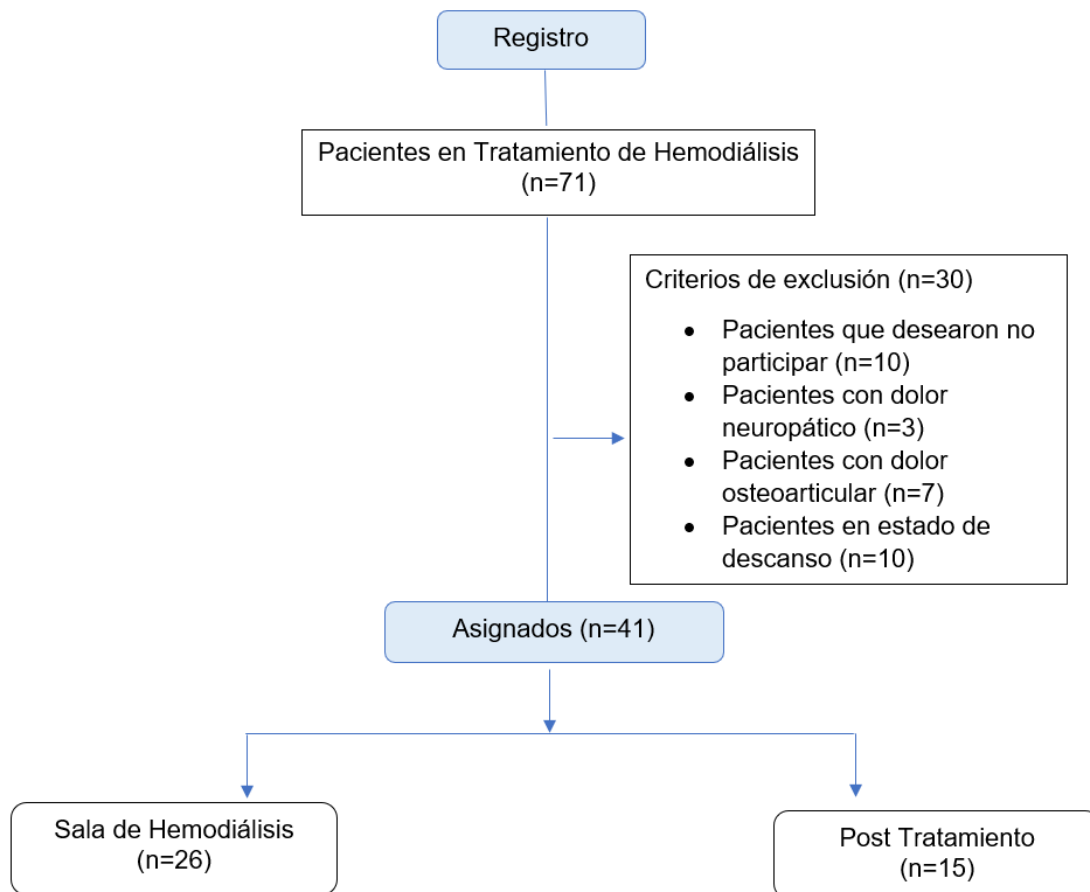 Registro
Pacientes en Tratamiento de Hemodiálisis
(n=71)
Criterios de exclusión (n=30)
• Pacientes que desearon no
participar (n=10)
• Pacientes con dolor
neuropático (n=3)
• Pacientes con dolor
osteoarticular (n=7)
• Pacientes en estado de
descanso (n=10)
Asignados (n=41)
Sala de Hemodiálisis
(n=26)
Post Tratamiento
(n=15)